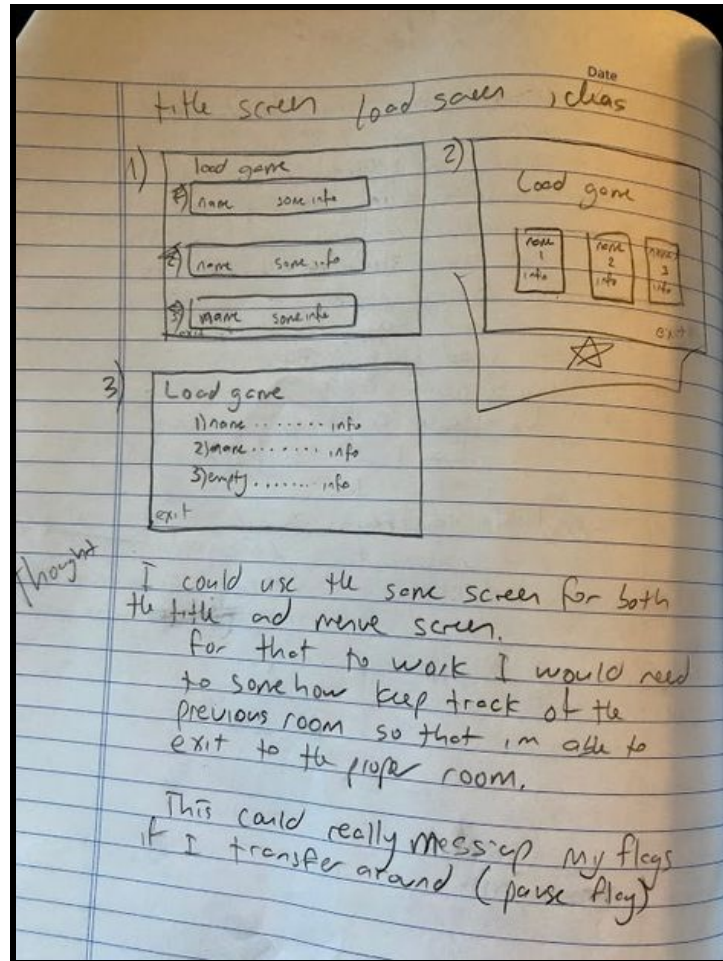 Date
title screen load screen ideas
1)
load game
1) name some info
2) name some info
3) name some info
exit
2)
Load game
name 1 info
name 2 info
name 3 info
exit
3)
Load game
1) name ........ info
2) name ....... info
3) empty ....... info
exit
Thought
I could use the same screen for both
the title and menue screen.
for that to work I would need
to somehow keep track of the
previous room so that im able to
exit to the proper room.
This could really mess up my flags
if I transfer around (pause flag)